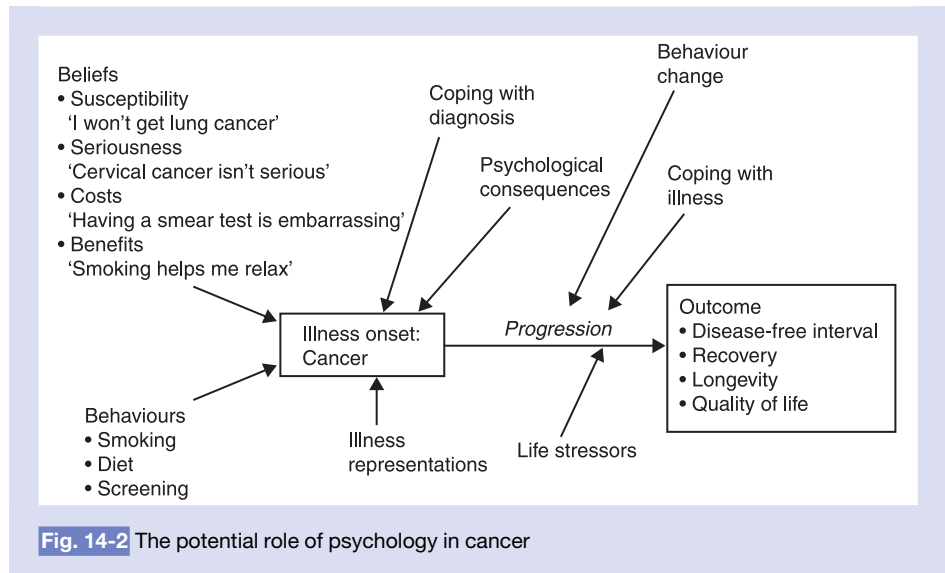 Beliefs
• Susceptibility
'I won't get lung cancer'
• Seriousness
'Cervical cancer isn't serious'
• Costs
'Having a smear test is embarrassing'
• Benefits
'Smoking helps me relax'
Coping with
diagnosis
Psychological
consequences
Behaviour
change
Coping with
illness
Illness onset:
Cancer
Progression
Outcome
• Disease-free interval
• Recovery
• Longevity
• Quality of life
Behaviours
• Smoking
• Diet
• Screening
Illness
representations
Life stressors
Fig. 14-2 The potential role of psychology in cancer